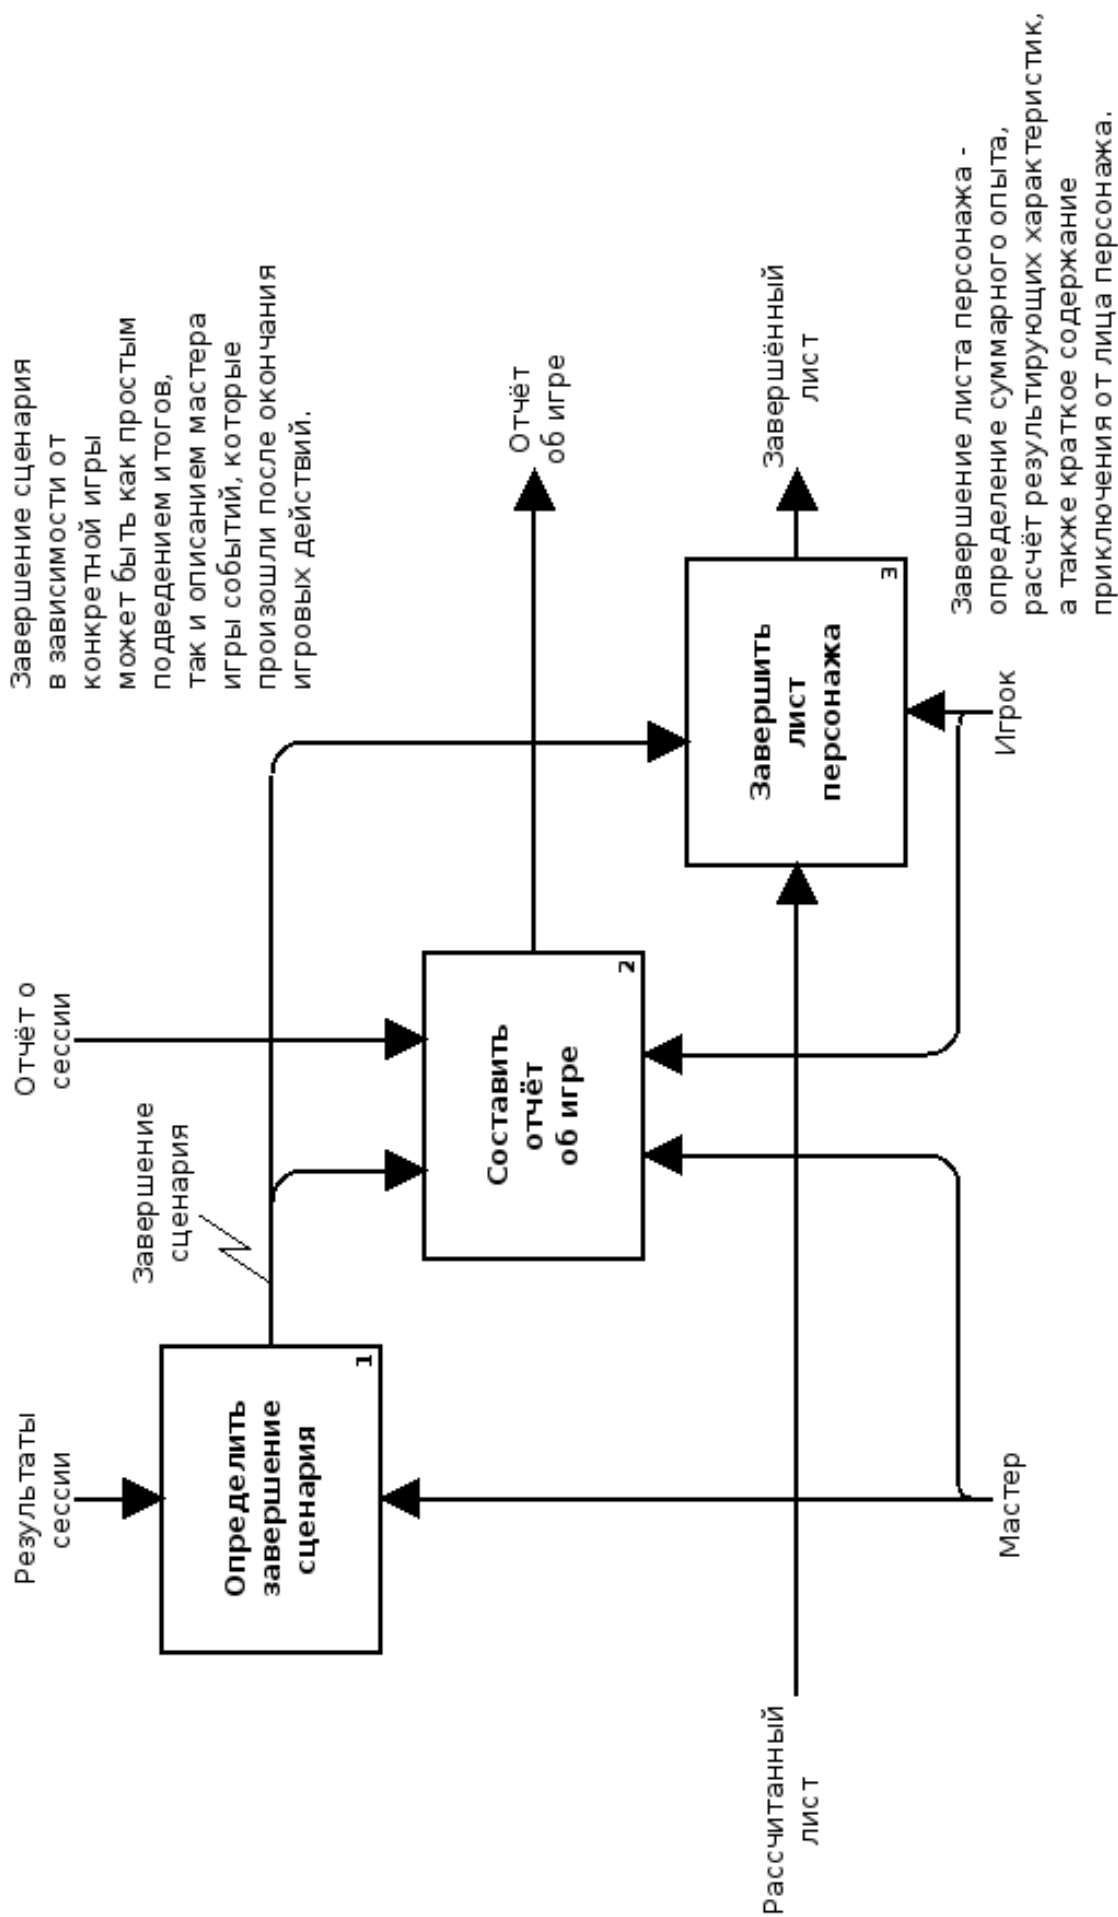 Завершение сценария
в зависимости от
конкретной игры
может быть как простым
подведением итогов,
так и описанием мастера
игры событий, которые
произошли после окончания
игровых действий.
Результаты
сессии
Отчёт о
сессии
Завершение
сценария
Определить
завершение
сценария
1
Составить
отчёт
об игре
2
Отчёт
об игре
Завершить
лист
персонажа
3
Завершённый
лист
Рассчитанный
лист
Мастер
Игрок
Завершение листа персонажа -
определение суммарного опыта,
расчёт результирующих характеристик,
а также краткое содержание
приключения от лица персонажа.